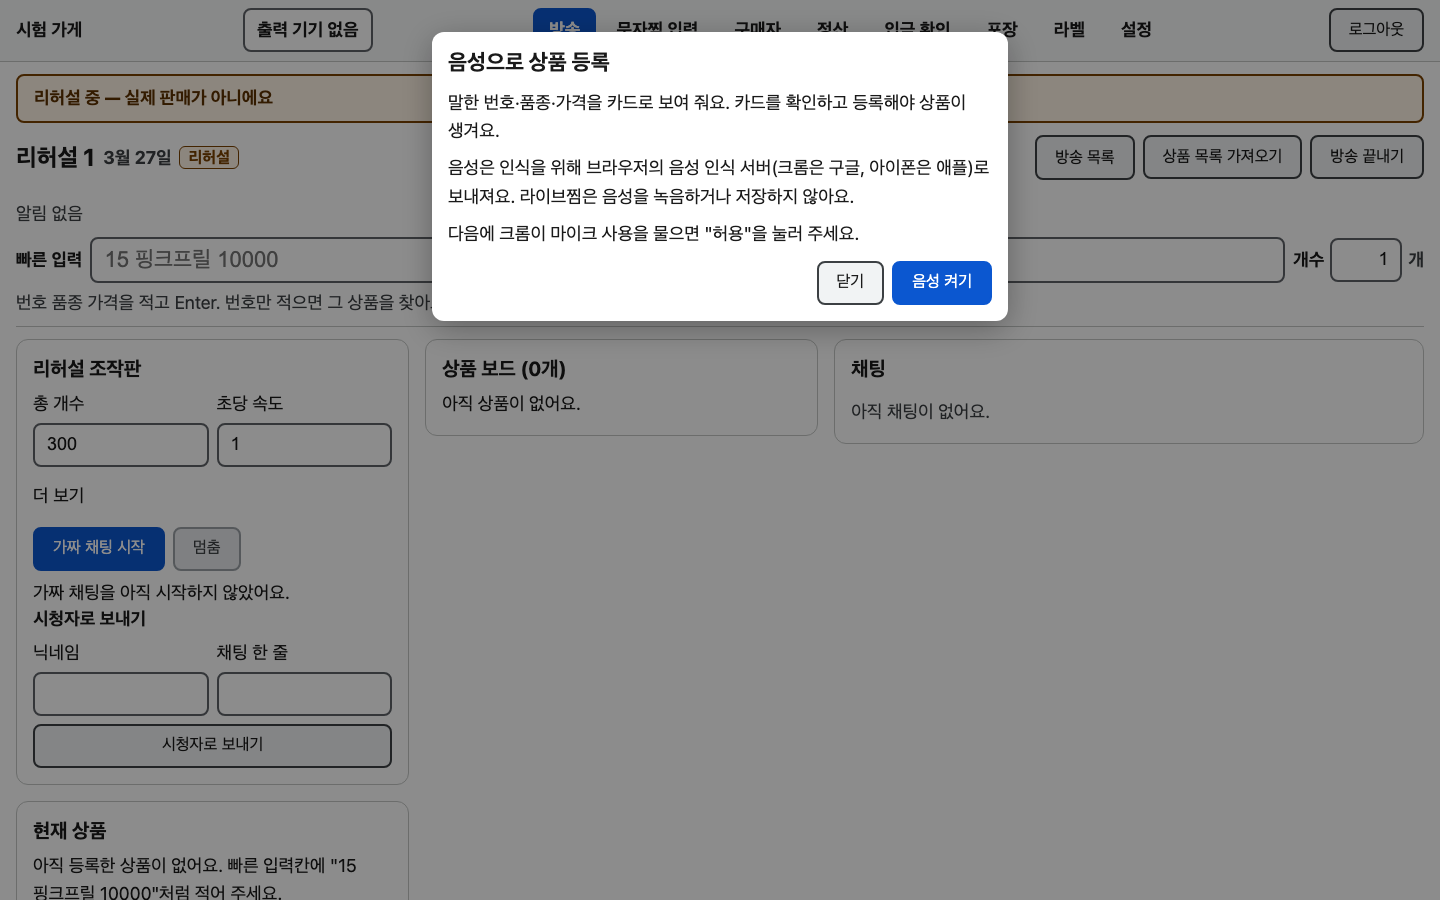 시험 가게
출력 기기 없음
방송 문자찜 입력 구매자 정산 입금 확인 포장 라벨 설정
로그아웃
음성으로 상품 등록
말한 번호·품종·가격을 카드로 보여 줘요. 카드를 확인하고 등록해야 상품이
생겨요.
음성은 인식을 위해 브라우저의 음성 인식 서버(크롬은 구글, 아이폰은 애플)로
보내져요. 라이브찜은 음성을 녹음하거나 저장하지 않아요.
다음에 크롬이 마이크 사용을 물으면 "허용"을 눌러 주세요.
닫기
음성 켜기
리허설 중 — 실제 판매가 아니에요
리허설 1 3월 27일 리허설
방송 목록
상품 목록 가져오기
방송 끝내기
알림 없음
빠른 입력 15 핑크프릴 10000
개수 1 개
번호 품종 가격을 적고 Enter. 번호만 적으면 그 상품을 찾아
리허설 조작판
총 개수 초당 속도
300 1
더 보기
가짜 채팅 시작 멈춤
가짜 채팅을 아직 시작하지 않았어요.
시청자로 보내기
닉네임 채팅 한 줄
시청자로 보내기
상품 보드 (0개)
아직 상품이 없어요.
채팅
아직 채팅이 없어요.
현재 상품
아직 등록한 상품이 없어요. 빠른 입력칸에 "15
핑크프릴 10000"처럼 적어 주세요.